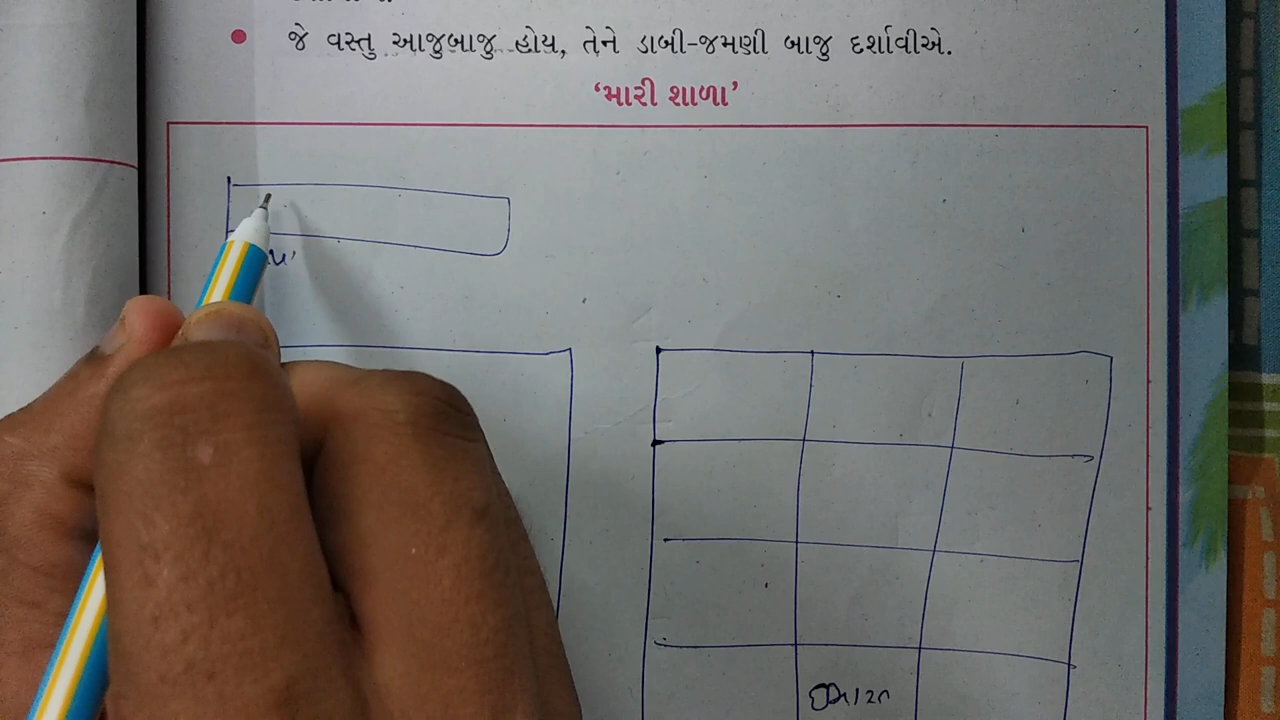 જે વસ્તુ આજુબાજુ હોય, તેને ડાબી-જમણી બાજુ દર્શાવીએ.
‘મારી શાળા’